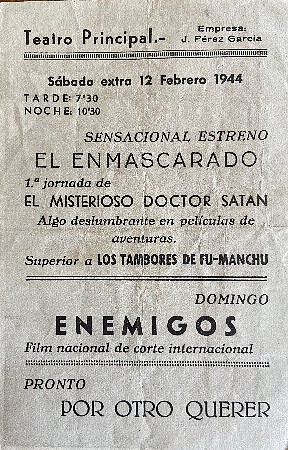 Teatro Principal.-
Empresa:
J. Pérez García
Sábado extra 12 Febrero 1944
TARDE: 7'30
NOCHE: 10'30
SENSACIONAL ESTRENO
EL ENMASCARADO
1.ª jornada de
EL MISTERIOSO DOCTOR SATAN
Algo deslumbrante en películas de
aventuras.
Superior a LOS TAMBORES DE FU-MANCHU
DOMINGO
ENEMIGOS
Film nacional de corte internacional
PRONTO
POR OTRO QUERER